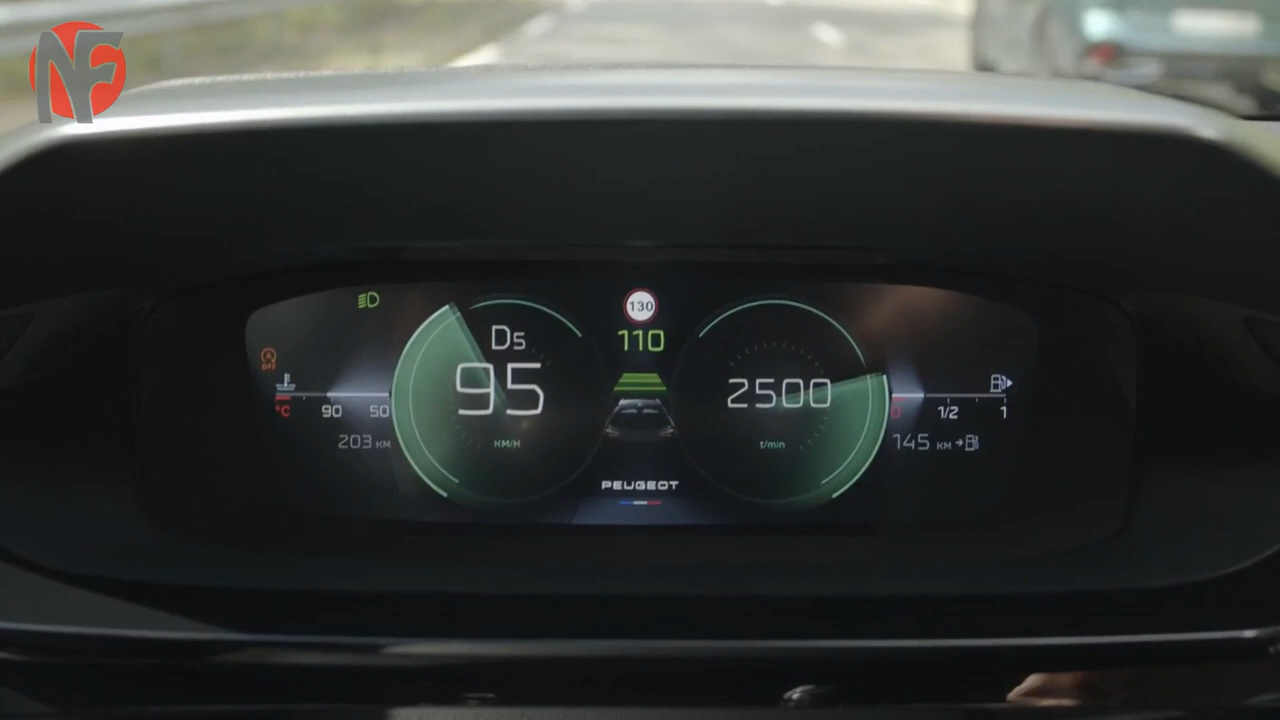 NF
130
D5
110
95
2500
KM/H
t/min
A
OFF
°C
90
50
0
1/2
1
203 KM
145 KM
PEUGEOT